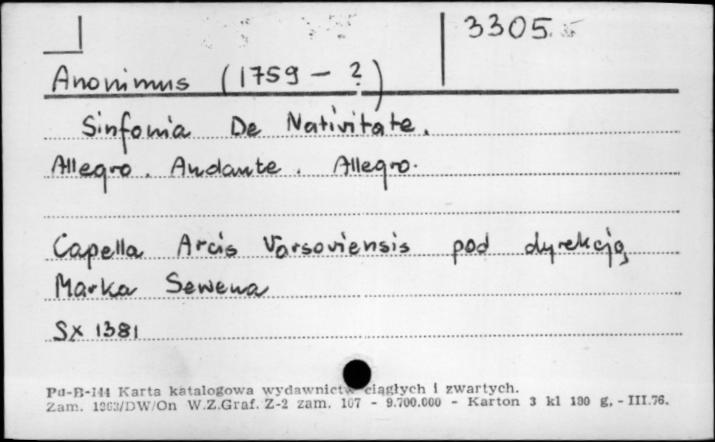 3305
Anonimus (1759 - ?)
Sinfonia De Nativitate.
Allegro. Andante. Allegro.
Capella Arcis Varsoviensis pod dyrekcją
Marka Sewena
Sx 1381
Pu-B-144 Karta katalogowa wydawnictw ciągłych i zwartych.
Zam. 1963/DW/On W.Z.Graf. Z-2 zam. 107 - 9.700.000 - Karton 3 kl 180 g. - III.76.